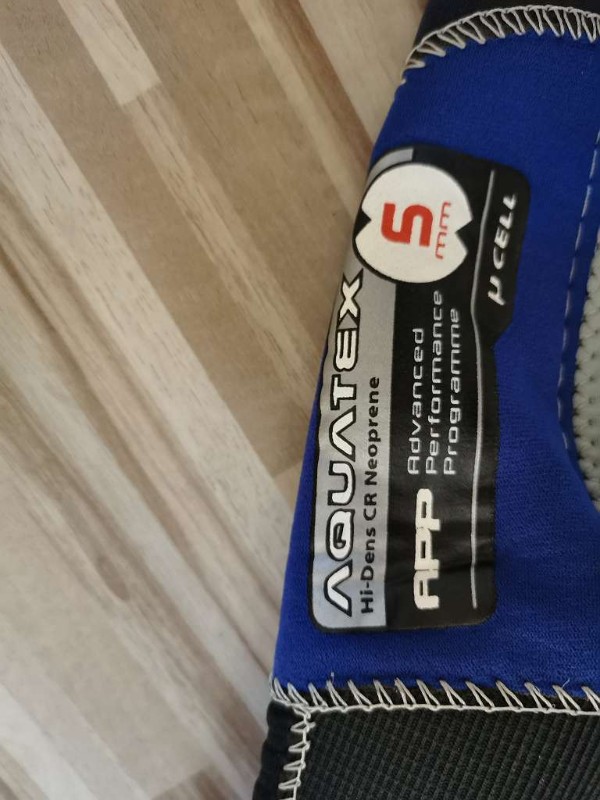 AQUATEX
Hi-Dens CR Neoprene
5
mm
APP
Advanced
Performance
Programme
μ CELL